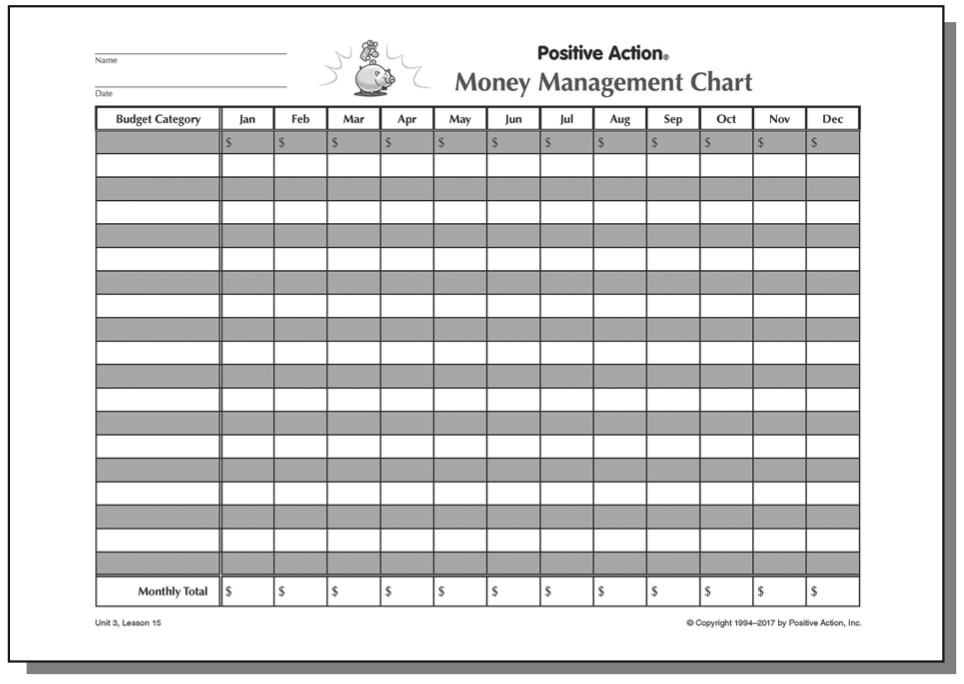 Name
Date
Positive Action®
Money Management Chart
Budget Category Jan Feb Mar Apr May Jun Jul Aug Sep Oct Nov Dec
$ $ $ $ $ $ $ $ $ $ $ $
Monthly Total $ $ $ $ $ $ $ $ $ $ $ $
Unit 3, Lesson 15 © Copyright 1994–2017 by Positive Action, Inc.